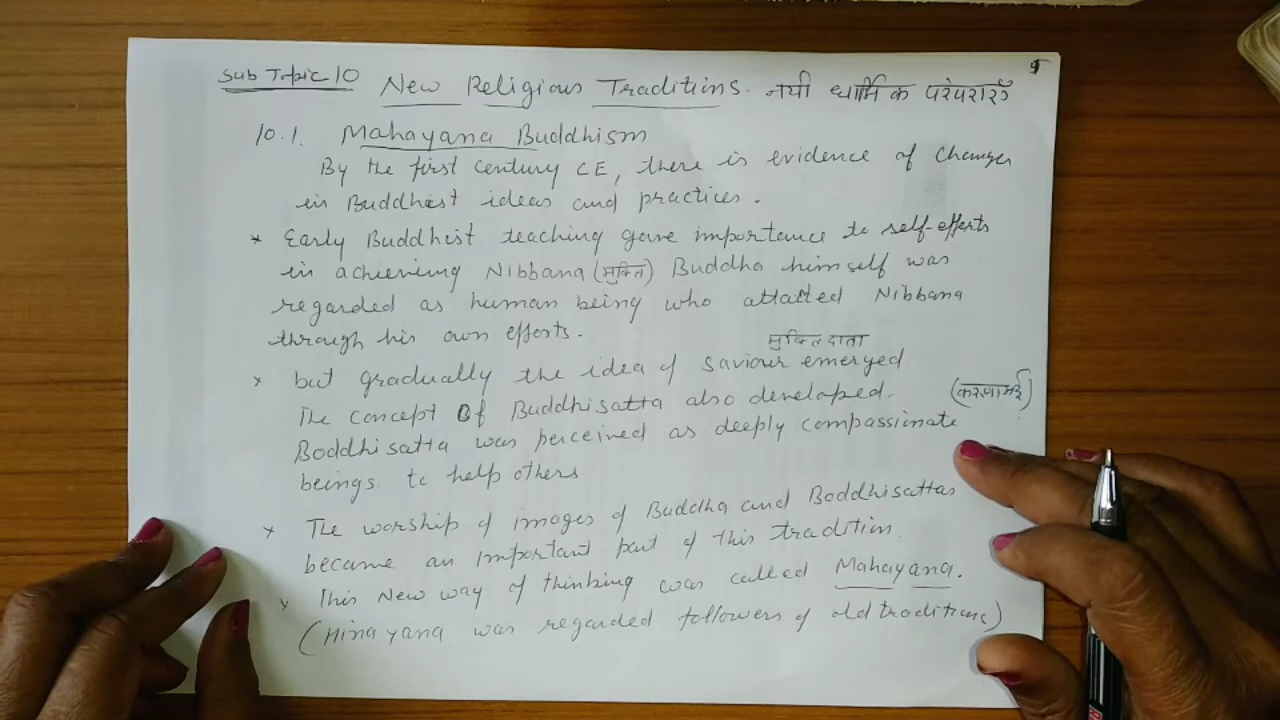 Sub Topic 10 New Religious Traditions. नयी धार्मिक परंपराएँ
10.1. Mahayana Buddhism
By the first century CE, there is evidence of changes
in Buddhist ideas and practices.
* Early Buddhist teaching gave importance to self-efforts
in achieving Nibbana (मुक्ति) Buddha himself was
regarded as human being who attatted Nibbana
through his own efforts.
मुक्तिदाता
* but gradually the idea of saviour emerged
The concept Of Buddhisatta also developed.
(करुणामई)
Boddhisatta was perceived as deeply compassionate
beings to help others
* The worship of images of Buddha and Boddhisattas
became an important part of this tradition.
* This New way of thinking was called Mahayana.
(Hinayana was regarded followers of old traditions)